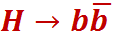 H → bb̅